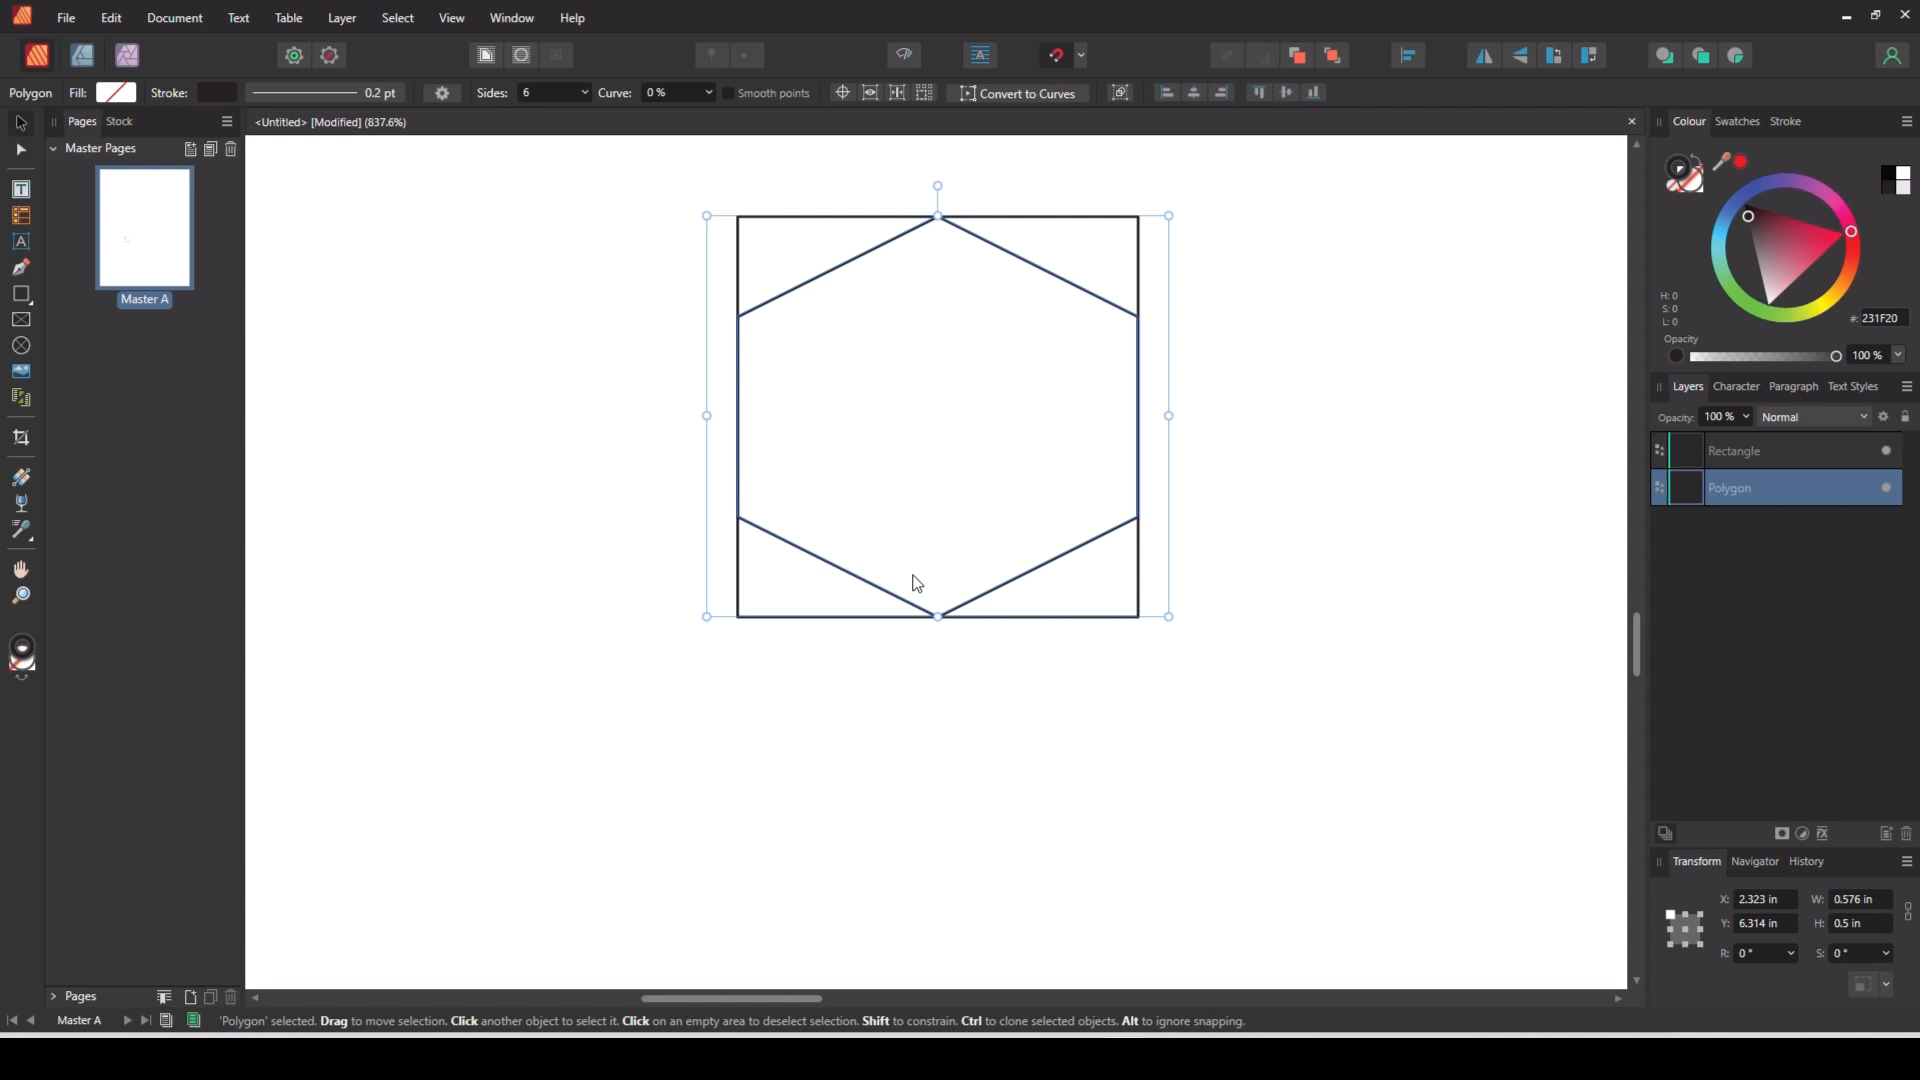 File Edit Document Text Table Layer Select View Window Help
Polygon Fill: Stroke: 0.2 pt Sides: 6 Curve: 0 % Smooth points Convert to Curves
Pages Stock
<Untitled> [Modified] (837.6%)
Colour Swatches Stroke
Master Pages
Master A
H: 0
S: 0
L: 0
#: 231F20
Opacity
100 %
Layers Character Paragraph Text Styles
Opacity: 100 % Normal
Rectangle
Polygon
Transform Navigator History
X: 2.323 in W: 0.576 in
Y: 6.314 in H: 0.5 in
R: 0 ° S: 0 °
Pages
Master A
'Polygon' selected. Drag to move selection. Click another object to select it. Click on an empty area to deselect selection. Shift to constrain. Ctrl to clone selected objects. Alt to ignore snapping.